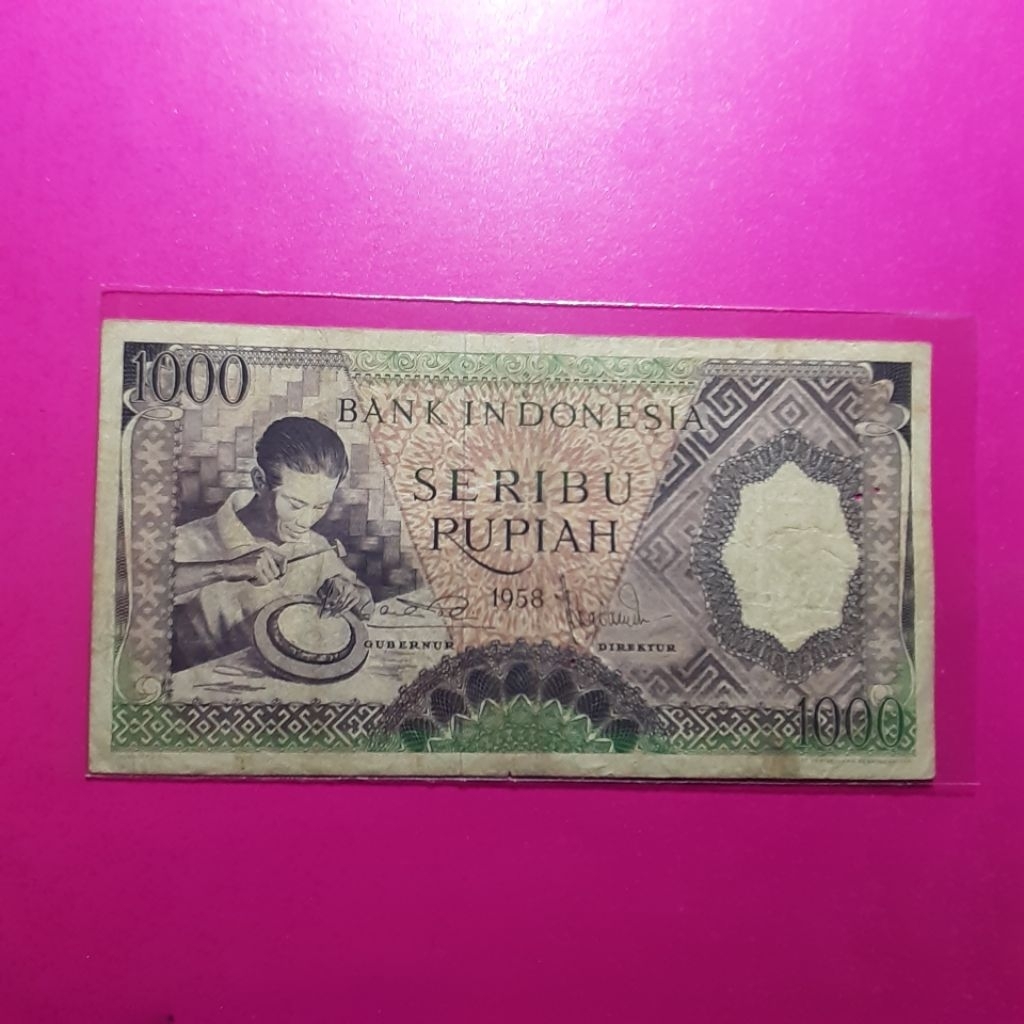 1000
BANK INDONESIA
SERIBU
RUPIAH
1958
GUBERNUR
DIREKTUR
1000